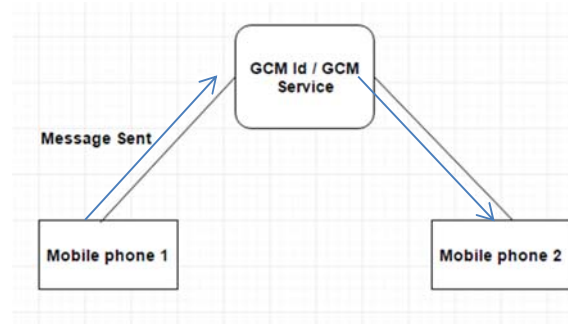 GCM Id / GCM
Service
Message Sent
Mobile phone 1
Mobile phone 2